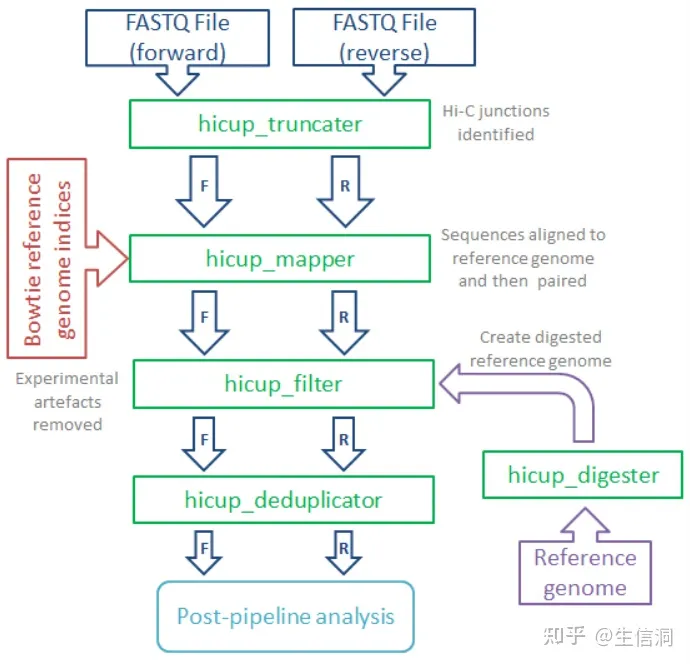 FASTQ File
(forward)
FASTQ File
(reverse)
hicup_truncater
Hi-C junctions
identified
F
R
Bowtie reference
genome indices
hicup_mapper
Sequences aligned to
reference genome
and then paired
F
R
Create digested
reference genome
Experimental
artefacts
removed
hicup_filter
F
R
hicup_digester
hicup_deduplicator
F
R
Reference
genome
Post-pipeline analysis
知乎 @生信洞